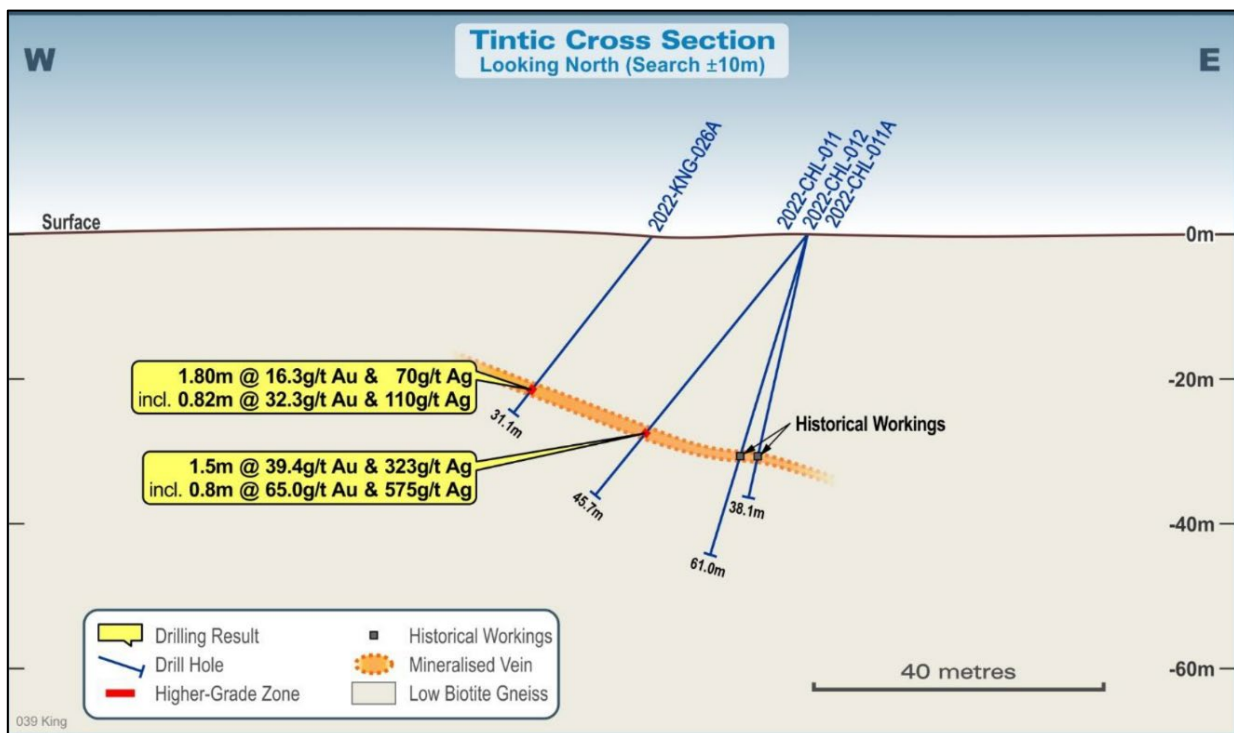 Tintic Cross Section
Looking North (Search ±10m)
W
E
2022-KNG-026A
2022-CHL-011
2022-CHL-012
2022-CHL-011A
Surface
0m
1.80m @ 16.3g/t Au & 70g/t Ag
incl. 0.82m @ 32.3g/t Au & 110g/t Ag
-20m
31.1m
Historical Workings
1.5m @ 39.4g/t Au & 323g/t Ag
incl. 0.8m @ 65.0g/t Au & 575g/t Ag
45.7m
38.1m
-40m
61.0m
Drilling Result
Drill Hole
Higher-Grade Zone
Historical Workings
Mineralised Vein
Low Biotite Gneiss
40 metres
-60m
039 King